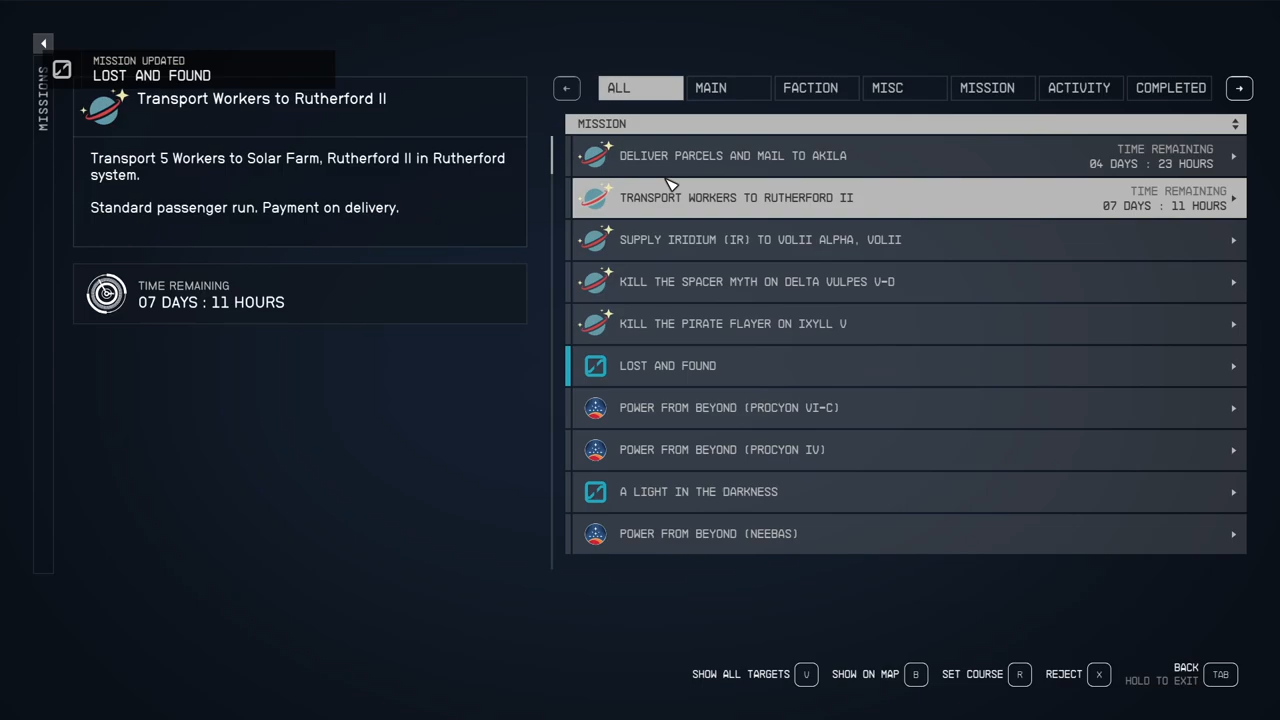 MISSIONS
MISSION UPDATED
LOST AND FOUND
Transport Workers to Rutherford II
Transport 5 Workers to Solar Farm, Rutherford II in Rutherford
system.
Standard passenger run. Payment on delivery.
TIME REMAINING
07 DAYS : 11 HOURS
ALL
MAIN
FACTION
MISC
MISSION
ACTIVITY
COMPLETED
MISSION
DELIVER PARCELS AND MAIL TO AKILA
TIME REMAINING
04 DAYS : 23 HOURS
TRANSPORT WORKERS TO RUTHERFORD II
TIME REMAINING
07 DAYS : 11 HOURS
SUPPLY IRIDIUM (IR) TO VOLII ALPHA, VOLII
KILL THE SPACER MYTH ON DELTA VULPES V-D
KILL THE PIRATE FLAYER ON IXYLL V
LOST AND FOUND
POWER FROM BEYOND (PROCYON VI-C)
POWER FROM BEYOND (PROCYON IV)
A LIGHT IN THE DARKNESS
POWER FROM BEYOND (NEEBAS)
SHOW ALL TARGETS V
SHOW ON MAP B
SET COURSE R
REJECT X
BACK
HOLD TO EXIT
TAB